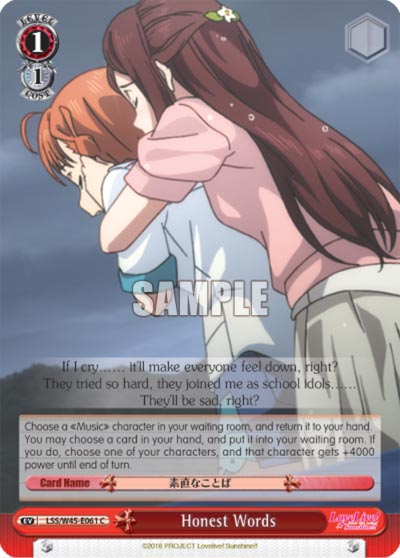 LEVEL
1
1
COST
SAMPLE
If I cry...... it'll make everyone feel down, right?
They tried so hard, they joined me as school idols......
They'll be sad, right?
Choose a «Music» character in your waiting room, and return it to your hand.
You may choose a card in your hand, and put it into your waiting room. If
you do, choose one of your characters, and that character gets +4000
power until end of turn.
Card Name 素直なことば
EV LSS/W45-E061 C Honest Words LoveLive! Sunshine!!
©2016 PROJECT Lovelive! Sunshine!!